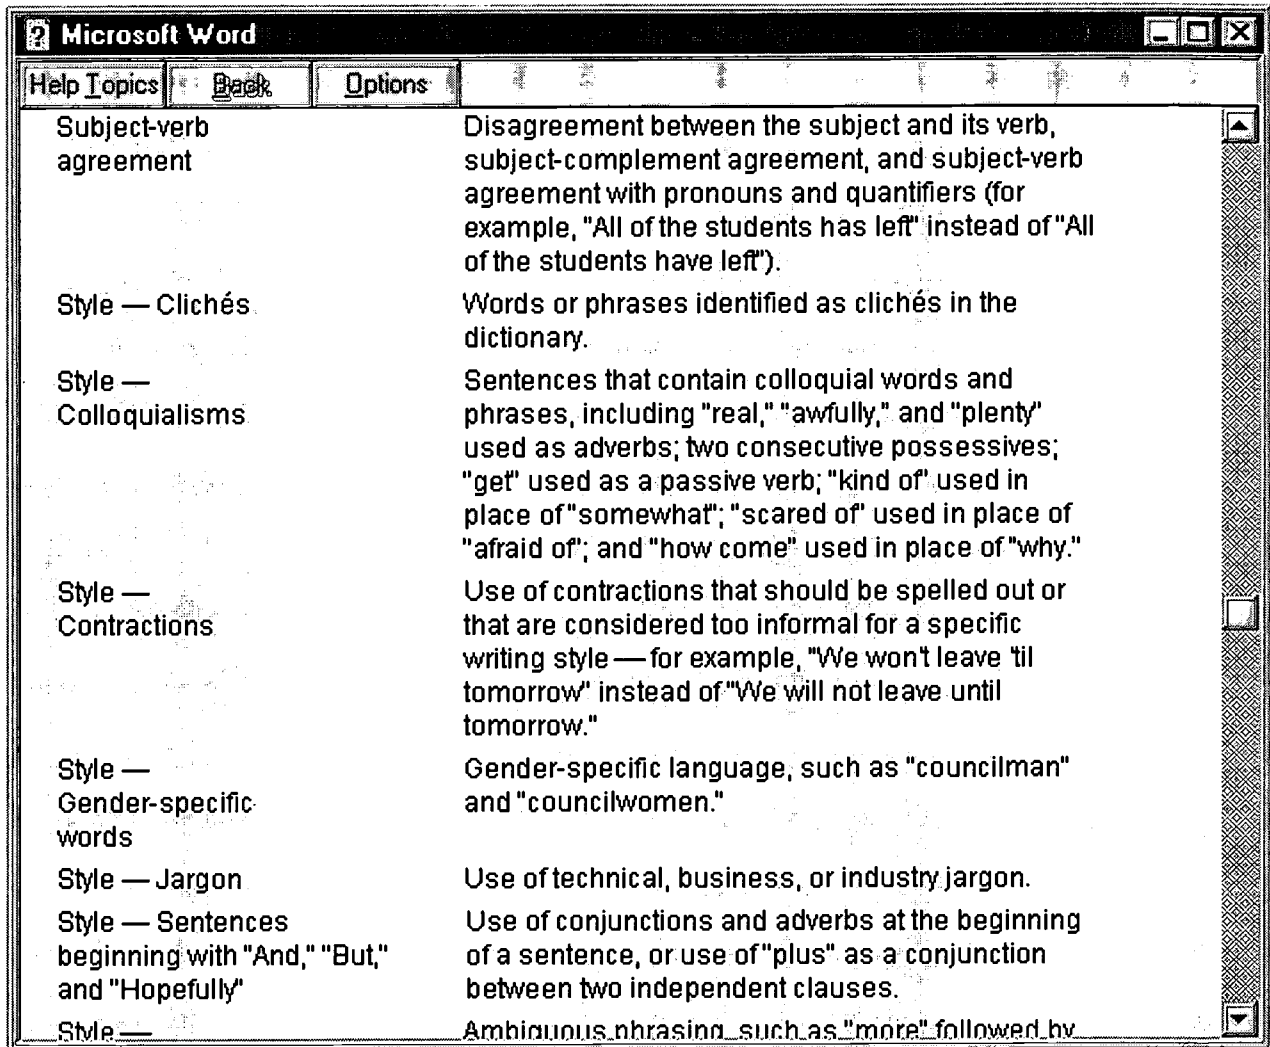 Microsoft Word
Help Topics Back Options
Subject-verb
agreement
Disagreement between the subject and its verb,
subject-complement agreement, and subject-verb
agreement with pronouns and quantifiers (for
example, "All of the students has left" instead of "All
of the students have left").
Style — Clichés
Words or phrases identified as clichés in the
dictionary.
Style —
Colloquialisms
Sentences that contain colloquial words and
phrases, including "real," "awfully," and "plenty"
used as adverbs; two consecutive possessives;
"get" used as a passive verb; "kind of" used in
place of "somewhat"; "scared of" used in place of
"afraid of"; and "how come" used in place of "why."
Style —
Contractions
Use of contractions that should be spelled out or
that are considered too informal for a specific
writing style — for example, "We won't leave 'til
tomorrow" instead of "We will not leave until
tomorrow."
Style —
Gender-specific
words
Gender-specific language, such as "councilman"
and "councilwomen."
Style — Jargon
Use of technical, business, or industry jargon.
Style — Sentences
beginning with "And," "But,"
and "Hopefully"
Use of conjunctions and adverbs at the beginning
of a sentence, or use of "plus" as a conjunction
between two independent clauses.
Style —
Ambiguous phrasing, such as "more" followed by